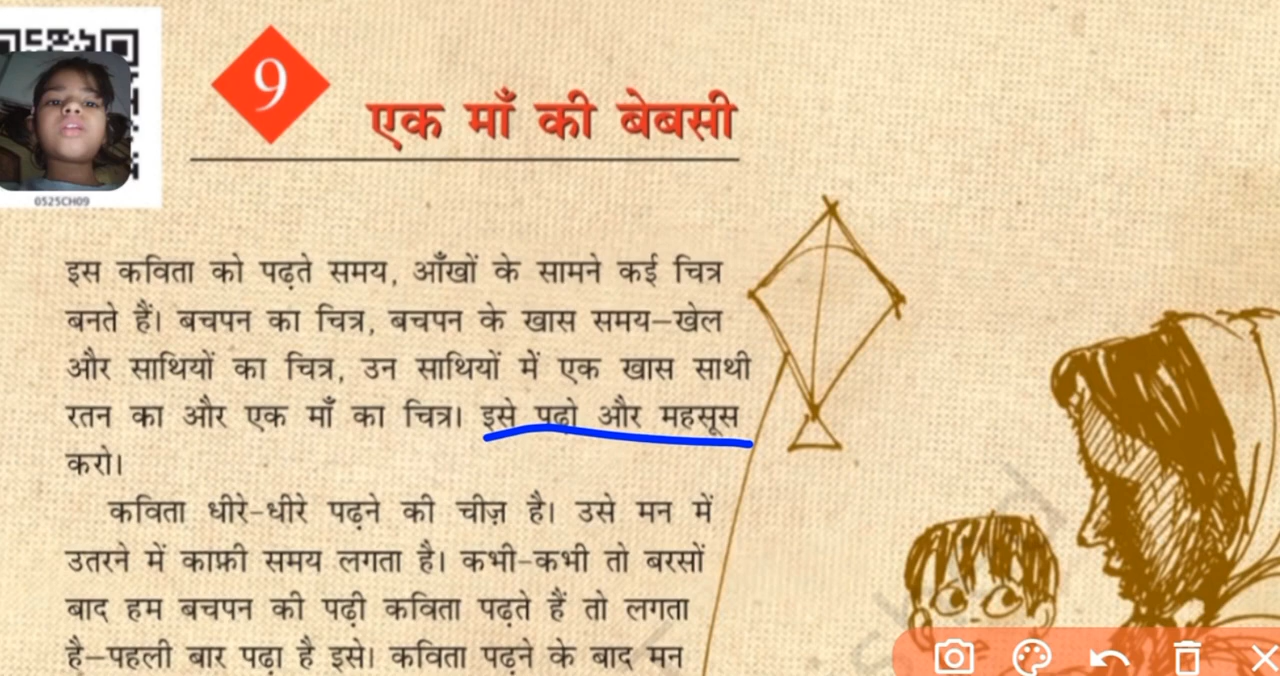 9
एक माँ की बेबसी
0525CH09
इस कविता को पढ़ते समय, आँखों के सामने कई चित्र
बनते हैं। बचपन का चित्र, बचपन के खास समय–खेल
और साथियों का चित्र, उन साथियों में एक खास साथी
रतन का और एक माँ का चित्र। इसे पढ़ो और महसूस
करो।
कविता धीरे-धीरे पढ़ने की चीज़ है। उसे मन में
उतरने में काफ़ी समय लगता है। कभी-कभी तो बरसों
बाद हम बचपन की पढ़ी कविता पढ़ते हैं तो लगता
है–पहली बार पढ़ा है इसे। कविता पढ़ने के बाद मन